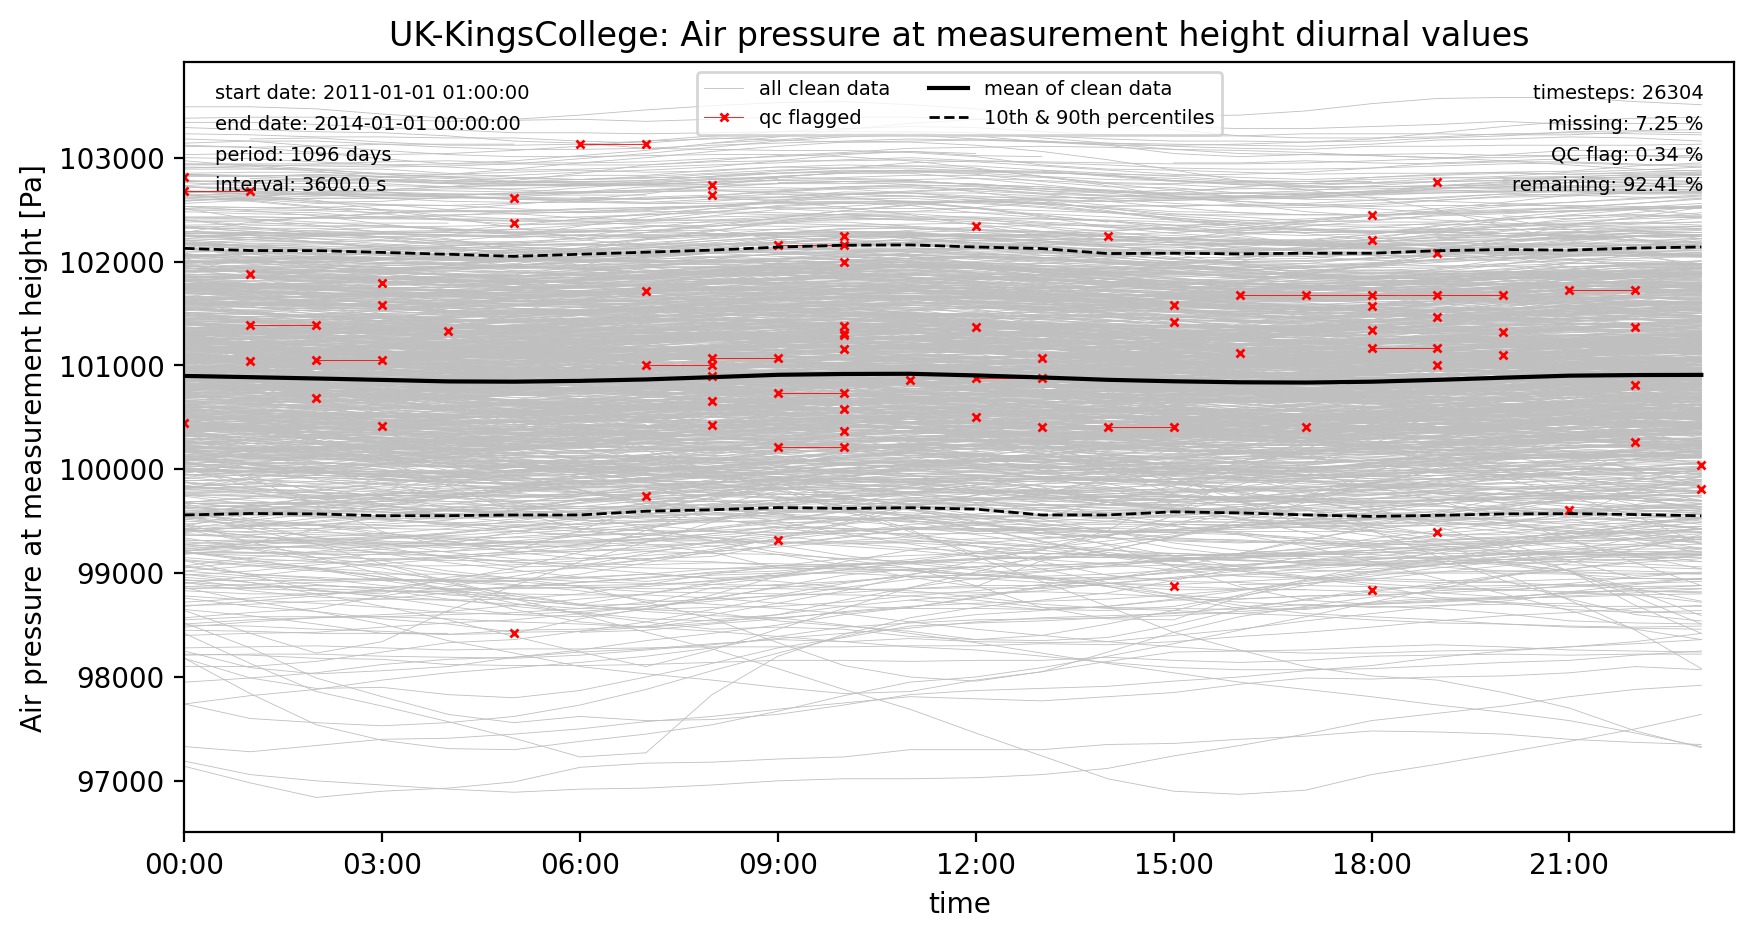 UK-KingsCollege: Air pressure at measurement height diurnal values
start date: 2011-01-01 01:00:00
end date: 2014-01-01 00:00:00
period: 1096 days
interval: 3600.0 s
all clean data
qc flagged
mean of clean data
10th & 90th percentiles
timesteps: 26304
missing: 7.25 %
QC flag: 0.34 %
remaining: 92.41 %
Air pressure at measurement height [Pa]
103000
102000
101000
100000
99000
98000
97000
00:00 03:00 06:00 09:00 12:00 15:00 18:00 21:00
time